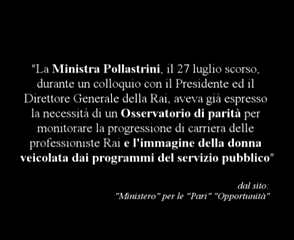 "La Ministra Pollastrini, il 27 luglio scorso,
durante un colloquio con il Presidente ed il
Direttore Generale della Rai, aveva già espresso
la necessità di un Osservatorio di parità per
monitorare la progressione di carriera delle
professioniste Rai e l'immagine della donna
veicolata dai programmi del servizio pubblico"
dal sito:
"Ministero" per le "Pari" "Opportunità"